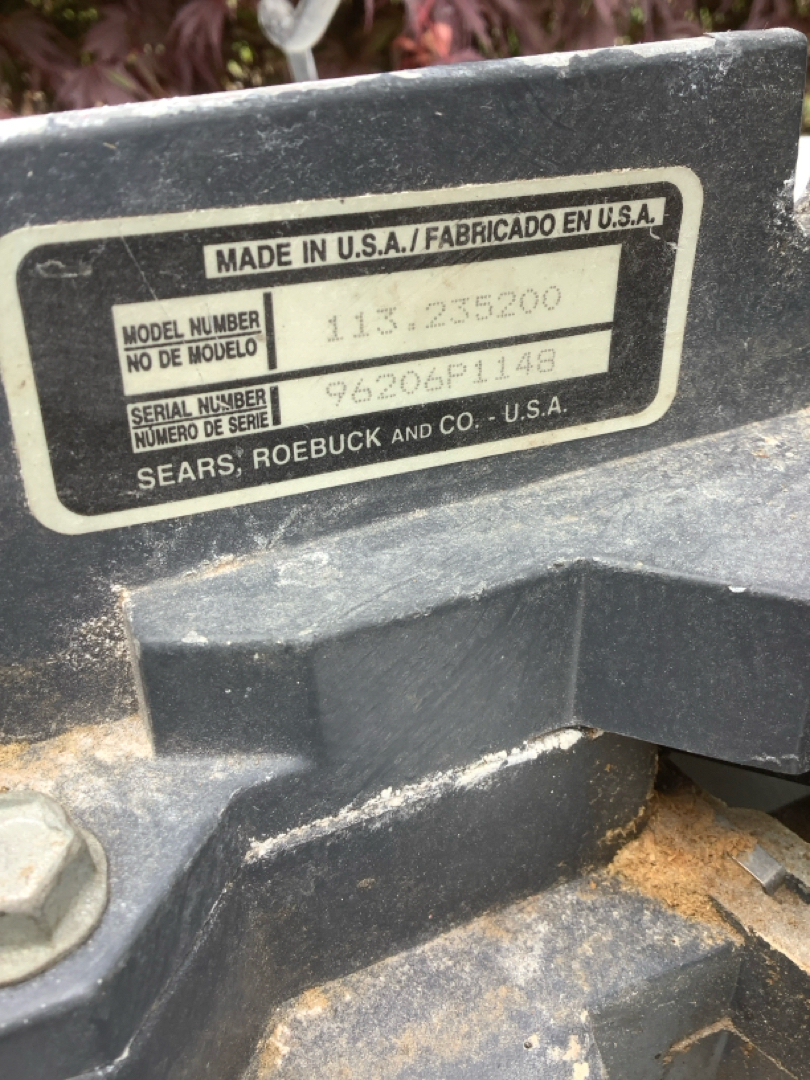 MADE IN U.S.A./FABRICADO EN U.S.A.
MODEL NUMBER
NO DE MODELO
113.235200
SERIAL NUMBER
NÚMERO DE SERIE
96206P1148
SEARS, ROEBUCK AND CO. - U.S.A.